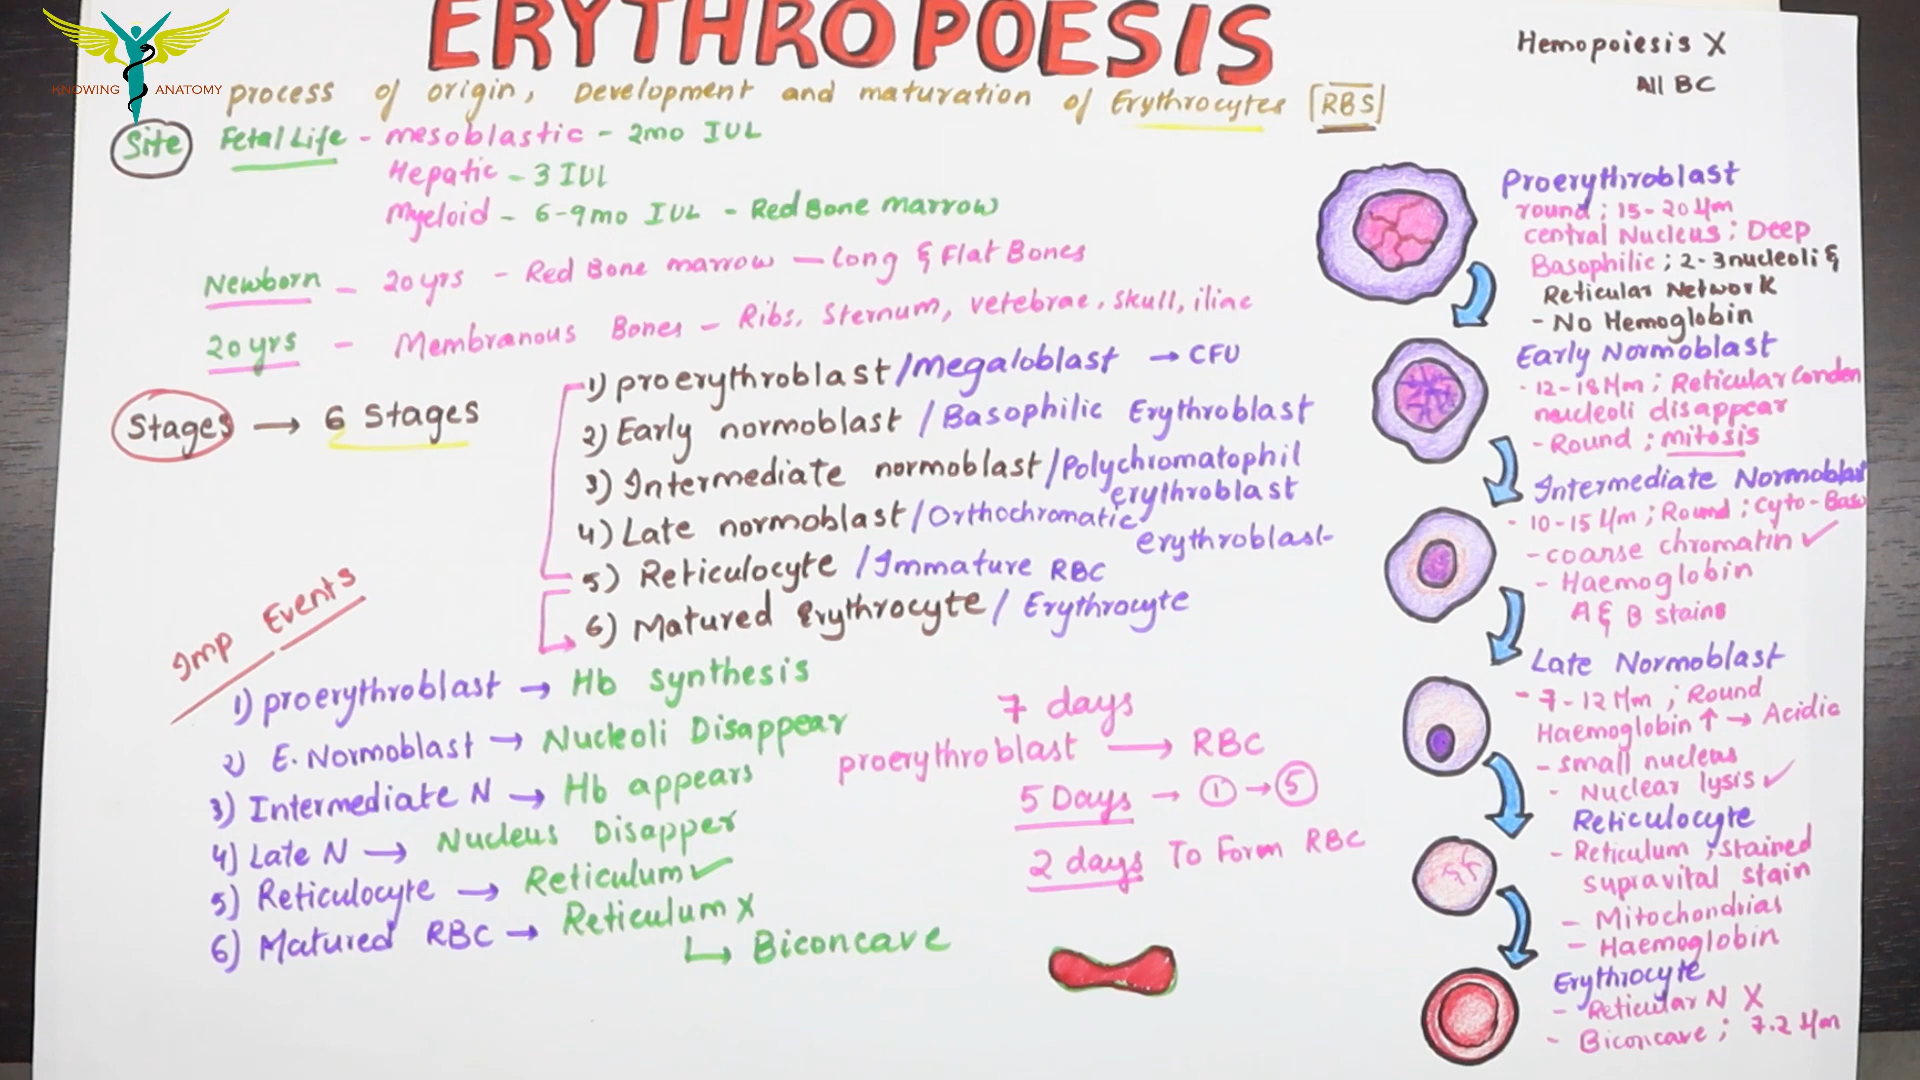 ERYTHROPOESIS
KNOWING ANATOMY
Hemopoiesis X
All BC
process of origin, Development and maturation of Erythrocytes [RBS]
Site Fetal Life - mesoblastic - 2mo IUL
Hepatic - 3 IUL
Myeloid - 6-9mo IUL - Red Bone marrow
Newborn - 20 yrs - Red Bone marrow - Long & Flat Bones
20 yrs - Membranous Bones - Ribs, Sternum, vetebrae, skull, iliac
Stages → 6 Stages
1) proerythroblast/Megaloblast → CFU
2) Early normoblast / Basophilic Erythroblast
3) Intermediate normoblast/Polychromatophil
erythroblast
4) Late normoblast/Orthochromatic
erythroblast
5) Reticulocyte / Immature RBC
6) Matured Erythrocyte / Erythrocyte
Imp Events
1) proerythroblast → Hb synthesis
2) E. Normoblast → Nucleoli Disappear
3) Intermediate N → Hb appears
4) Late N → Nucleus Disapper
5) Reticulocyte → Reticulum ✓
6) Matured RBC → Reticulum X
↳ Biconcave
7 days
proerythroblast → RBC
5 Days → ① → ⑤
2 days To Form RBC
Proerythroblast
round ; 15-20 Mm
central Nucleus ; Deep
Basophilic ; 2-3 nucleoli &
Reticular Network
- No Hemoglobin
Early Normoblast
- 12-18 Mm ; Reticular Conden
nucleoli disappear
- Round ; mitosis
Intermediate Normoblast
- 10-15 Mm ; Round ; Cyto-Baso
- coarse chromatin ✓
- Haemoglobin
A & B stains
Late Normoblast
- 7-12 Mm ; Round
Haemoglobin ↑ → Acidic
- small nucleus
- Nuclear lysis ✓
Reticulocyte
- Reticulum ; stained
supravital stain
- Mitochondrias
- Haemoglobin
Erythrocyte
- Reticular N X
- Biconcave ; 7.2 Mm